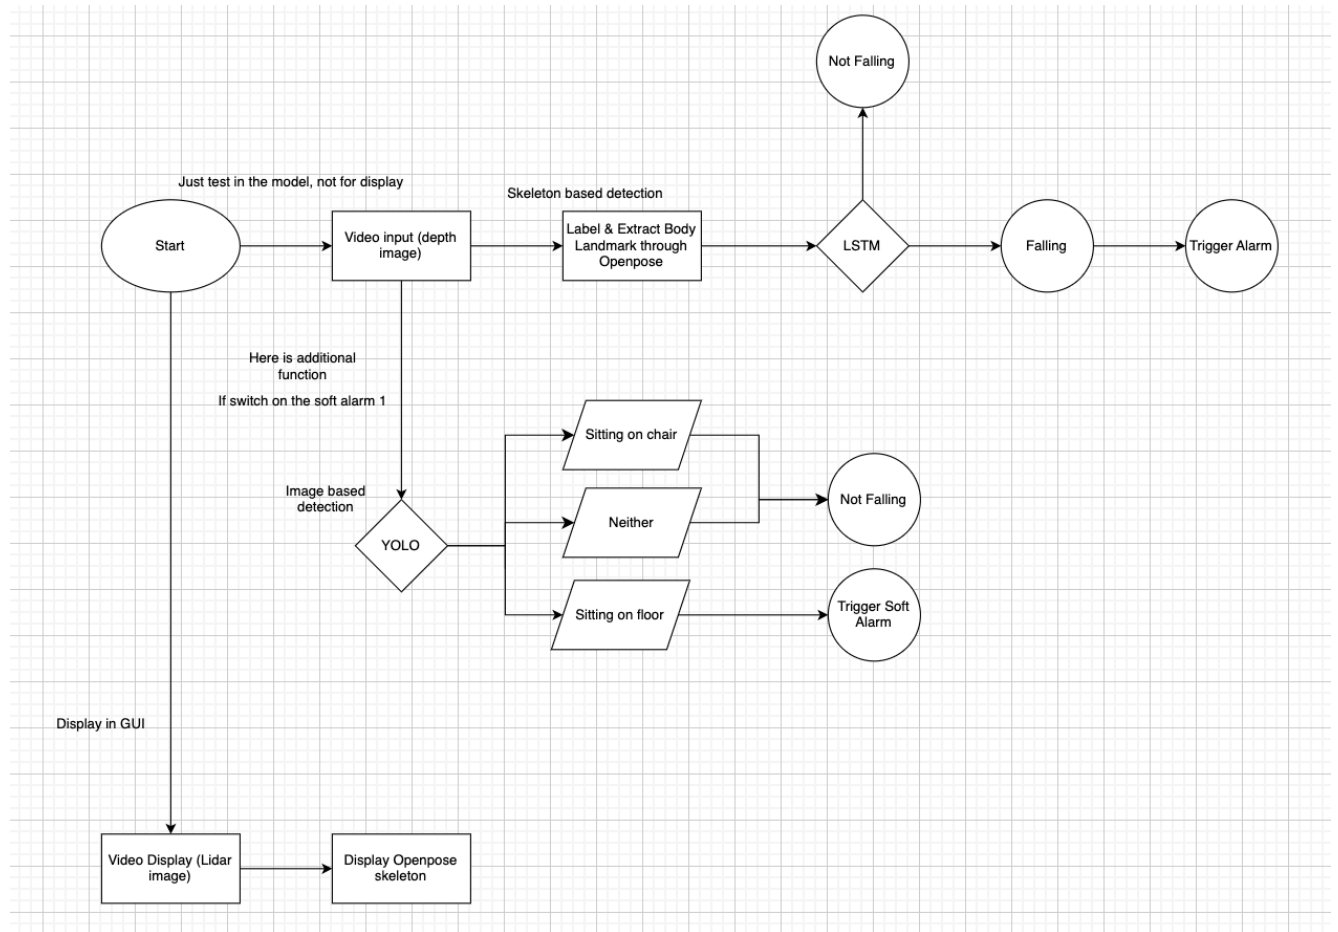 Not Falling
Just test in the model, not for display
Skeleton based detection
Start
Video input (depth
image)
Label & Extract Body
Landmark through
Openpose
LSTM
Falling
Trigger Alarm
Here is additional
function
If switch on the soft alarm 1
Image based
detection
YOLO
Sitting on chair
Neither
Sitting on floor
Not Falling
Trigger Soft
Alarm
Display in GUI
Video Display (Lidar
image)
Display Openpose
skeleton